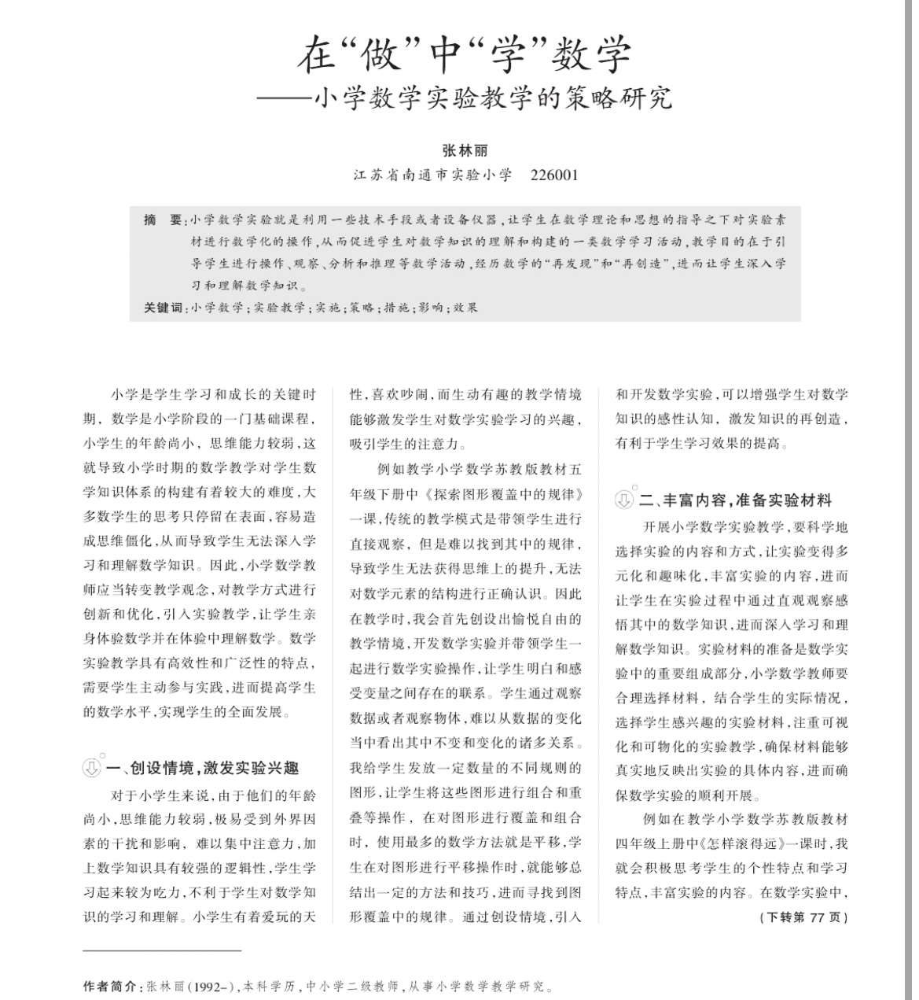 在“做”中“学”数学
——小学数学实验教学的策略研究
张林丽
江苏省南通市实验小学 226001
摘 要:小学数学实验就是利用一些技术手段或者设备仪器,让学生在数学理论和思想的指导之下对实验素
材进行数学化的操作,从而促进学生对数学知识的理解和构建的一类数学学习活动,教学目的在于引
导学生进行操作、观察、分析和推理等数学活动,经历数学的“再发现”和“再创造”,进而让学生深入学
习和理解数学知识。
关键词:小学数学;实验教学;实施;策略;措施;影响;效果
小学是学生学习和成长的关键时
期，数学是小学阶段的一门基础课程,
小学生的年龄尚小，思维能力较弱,这
就导致小学时期的数学教学对学生数
学知识体系的构建有着较大的难度,大
多数学生的思考只停留在表面,容易造
成思维僵化,从而导致学生无法深入学
习和理解数学知识。因此,小学数学教
师应当转变教学观念,对教学方式进行
创新和优化,引入实验教学,让学生亲
身体验数学并在体验中理解数学。数学
实验教学具有高效性和广泛性的特点,
需要学生主动参与实践,进而提高学生
的数学水平,实现学生的全面发展。
一、创设情境,激发实验兴趣
对于小学生来说,由于他们的年龄
尚小,思维能力较弱,极易受到外界因
素的干扰和影响，难以集中注意力,加
上数学知识具有较强的逻辑性,学生学
习起来较为吃力,不利于学生对数学知
识的学习和理解。小学生有着爱玩的天
性,喜欢吵闹,而生动有趣的教学情境
能够激发学生对数学实验学习的兴趣,
吸引学生的注意力。
例如教学小学数学苏教版教材五
年级下册中《探索图形覆盖中的规律》
一课,传统的教学模式是带领学生进行
直接观察，但是难以找到其中的规律,
导致学生无法获得思维上的提升,无法
对数学元素的结构进行正确认识。因此
在教学时,我会首先创设出愉悦自由的
教学情境,开发数学实验并带领学生一
起进行数学实验操作,让学生明白和感
受变量之间存在的联系。学生通过观察
数据或者观察物体,难以从数据的变化
当中看出其中不变和变化的诸多关系。
我给学生发放一定数量的不同规则的
图形,让学生将这些图形进行组合和重
叠等操作，在对图形进行覆盖和组合
时，使用最多的数学方法就是平移,学
生在对图形进行平移操作时,就能够总
结出一定的方法和技巧,进而寻找到图
形覆盖中的规律。通过创设情境,引入
和开发数学实验,可以增强学生对数学
知识的感性认知，激发知识的再创造,
有利于学生学习效果的提高。
二、丰富内容,准备实验材料
开展小学数学实验教学,要科学地
选择实验的内容和方式,让实验变得多
元化和趣味化,丰富实验的内容,进而
让学生在实验过程中通过直观观察感
悟其中的数学知识,进而深入学习和理
解数学知识。实验材料的准备是数学实
验中的重要组成部分,小学数学教师要
合理选择材料，结合学生的实际情况,
选择学生感兴趣的实验材料,注重可视
化和可物化的实验教学,确保材料能够
真实地反映出实验的具体内容,进而确
保数学实验的顺利开展。
例如在教学小学数学苏教版教材
四年级上册中《怎样滚得远》一课时,我
就会积极思考学生的个性特点和学习
特点,丰富实验的内容。在数学实验中,
(下转第 77 页)
作者简介:张林丽(1992-),本科学历,中小学二级教师,从事小学数学教学研究。